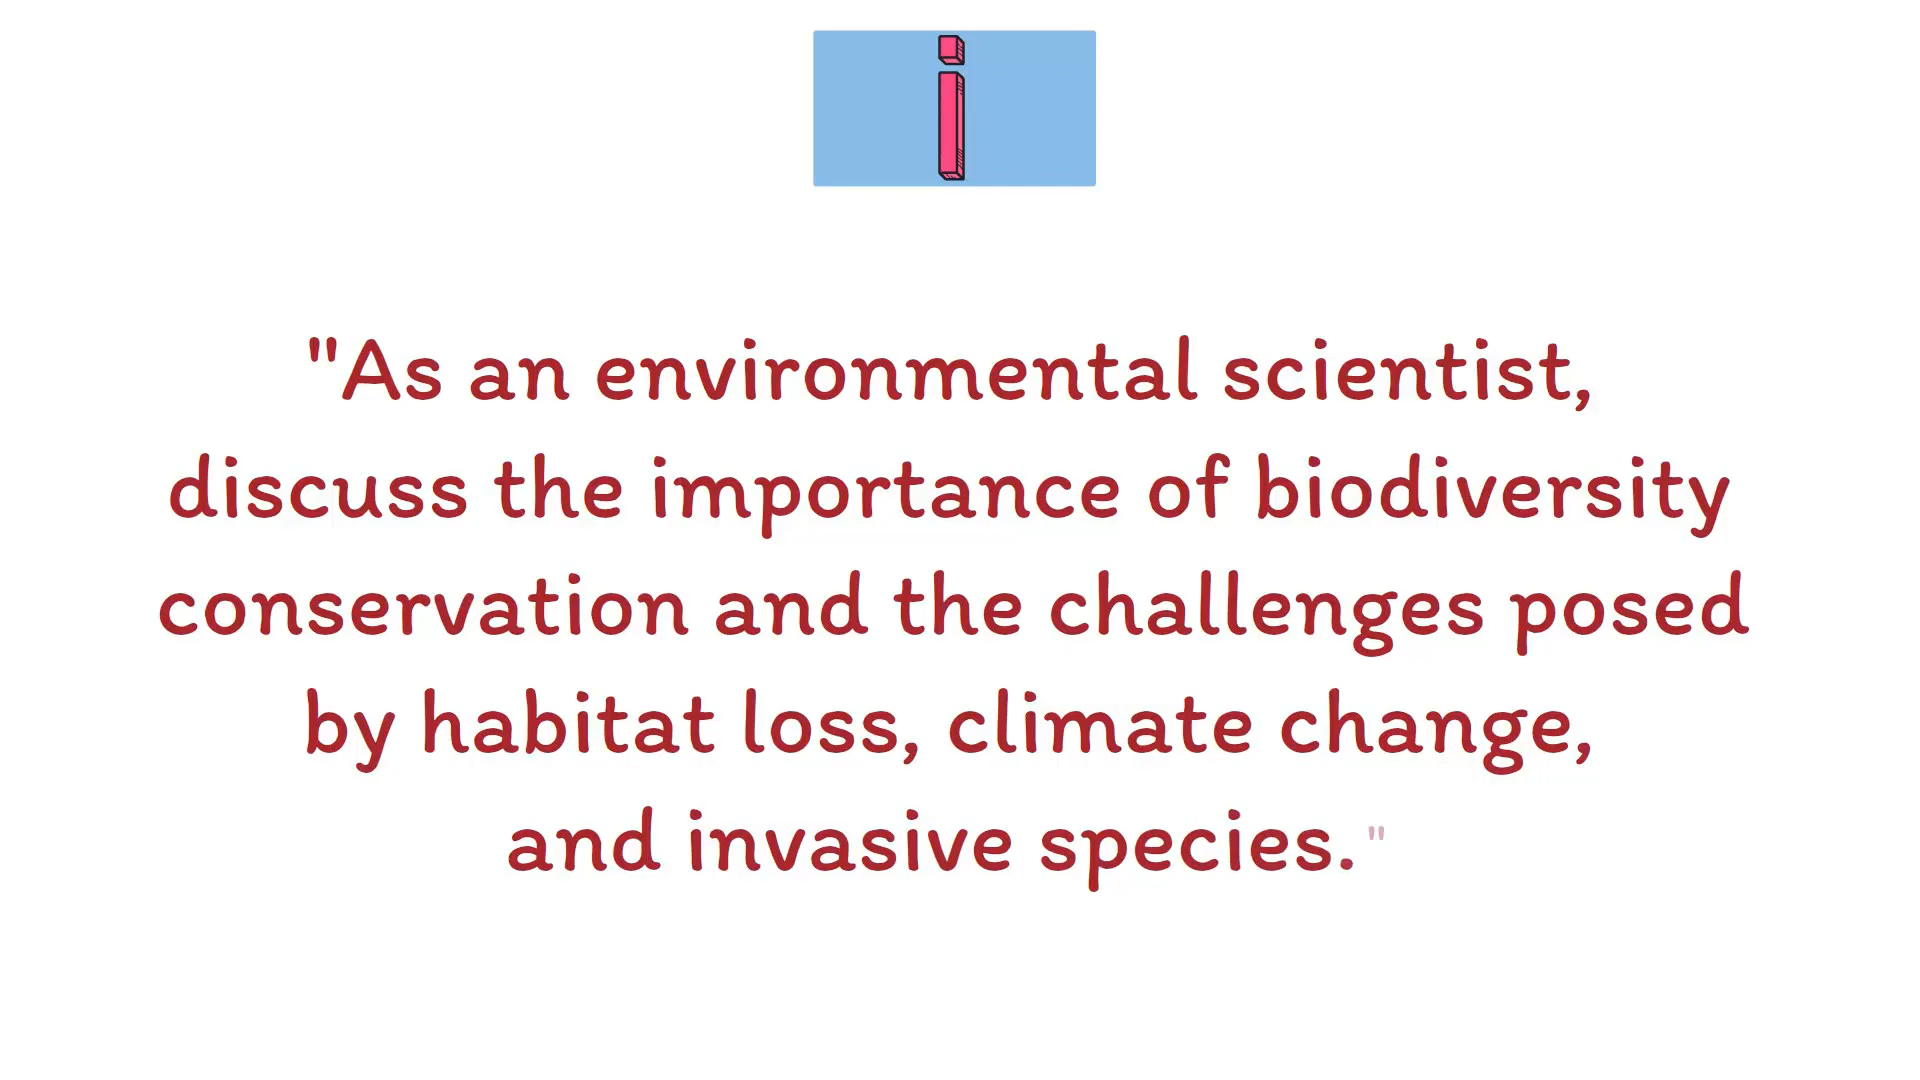 i
"As an environmental scientist,
discuss the importance of biodiversity
conservation and the challenges posed
by habitat loss, climate change,
and invasive species. "